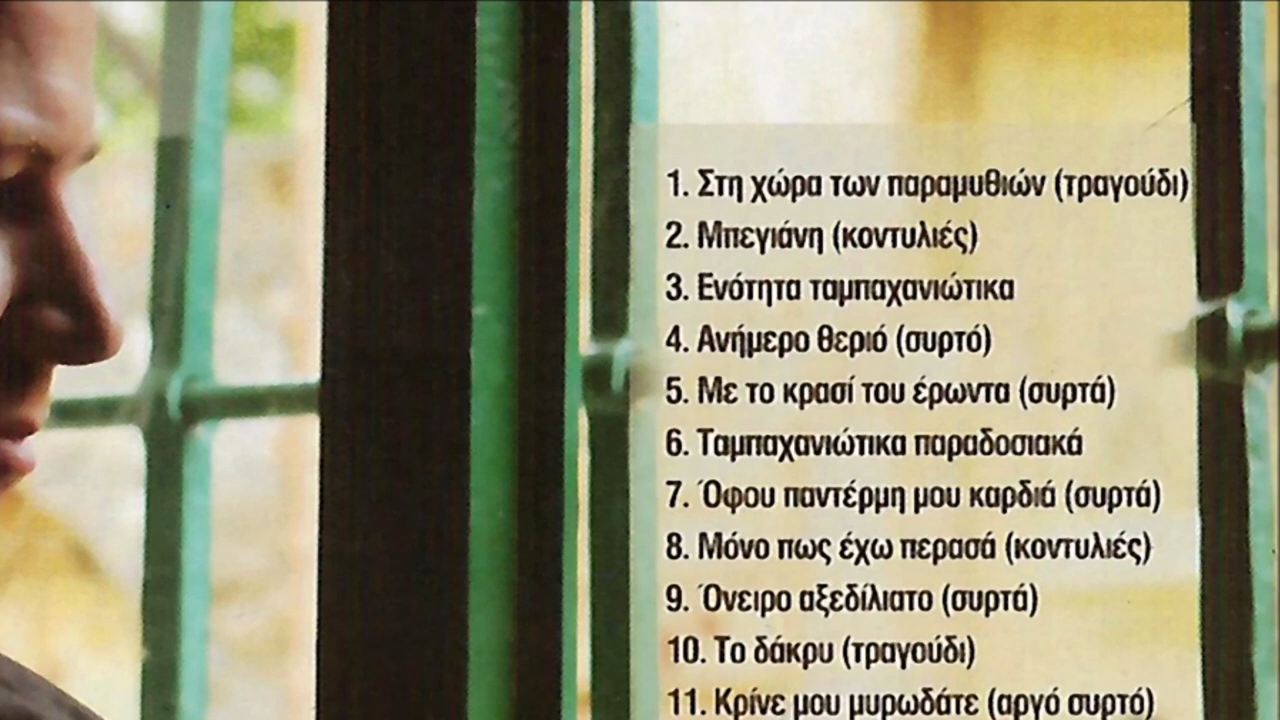 1. Στη χώρα των παραμυθιών (τραγούδι)
2. Μπεγιάνη (κοντυλιές)
3. Ενότητα ταμπαχανιώτικα
4. Ανήμερο θεριό (συρτό)
5. Με το κρασί του έρωντα (συρτά)
6. Ταμπαχανιώτικα παραδοσιακά
7. Όφου παντέρμη μου καρδιά (συρτά)
8. Μόνο πως έχω περασά (κοντυλιές)
9. Όνειρο αξεδίλιατο (συρτά)
10. Το δάκρυ (τραγούδι)
11. Κρίνε μου μυρωδάτε (αργό συρτό)